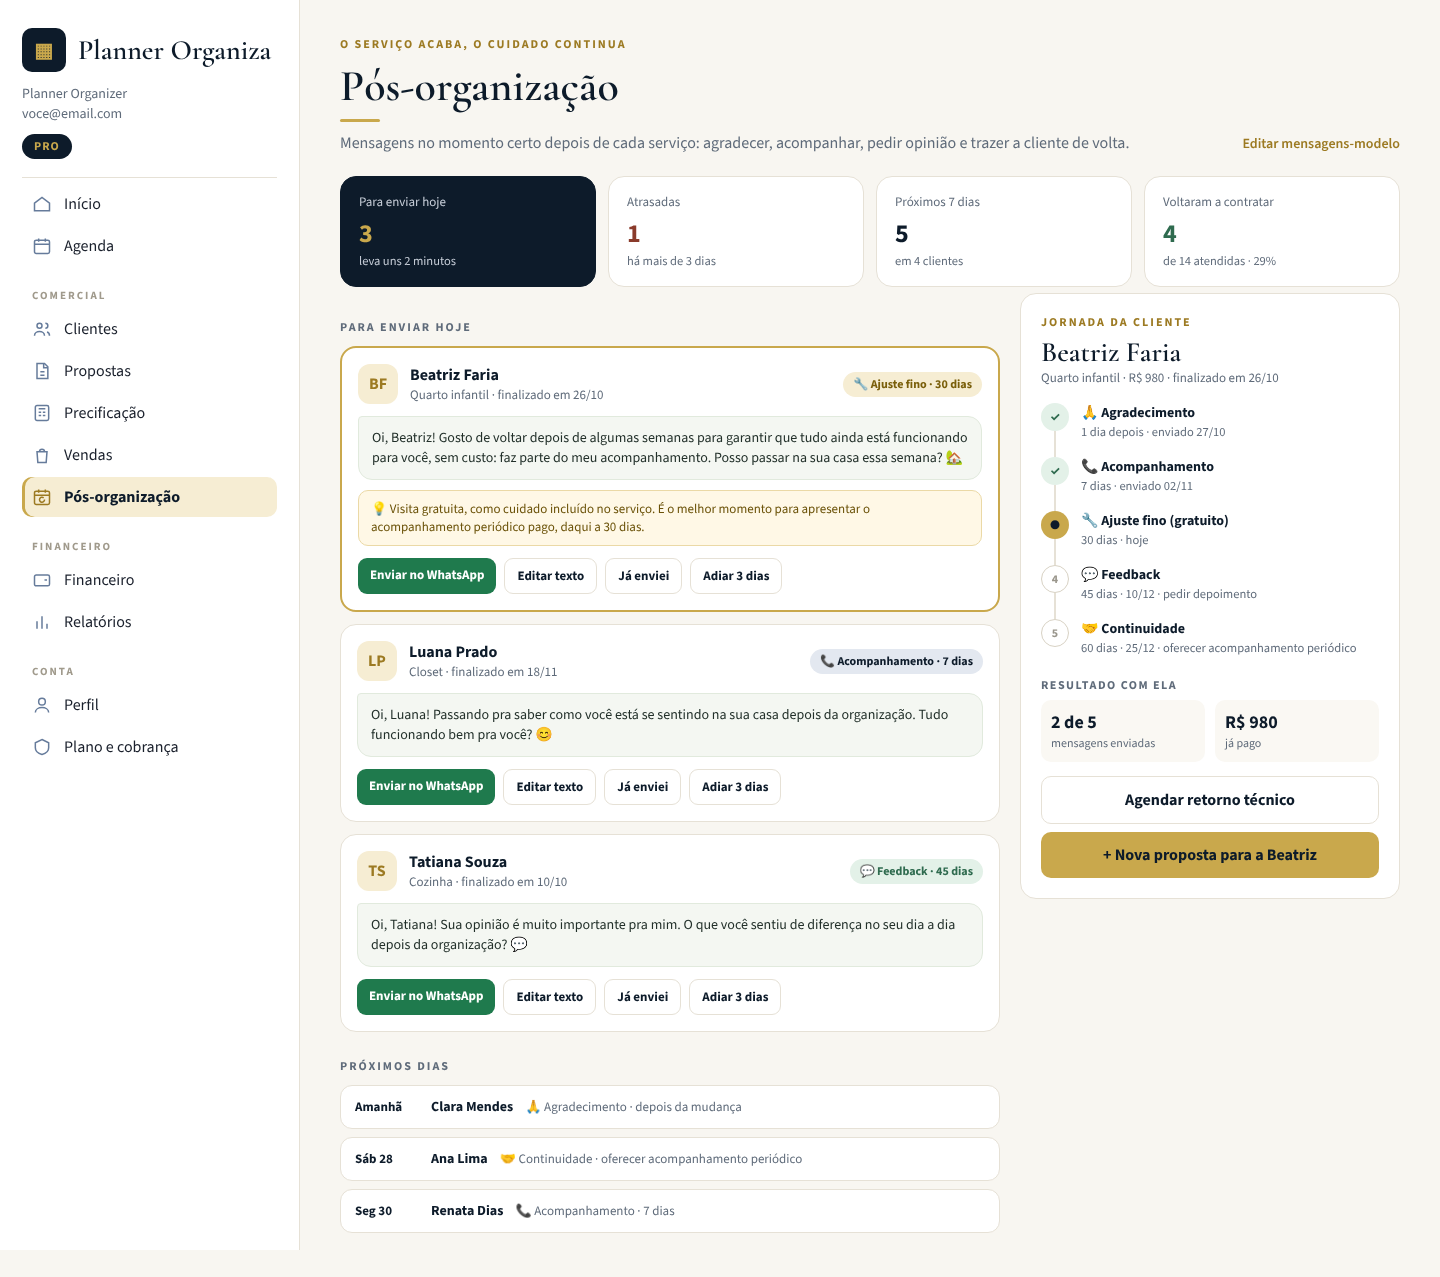 Planner Organiza
Planner Organizer
voce@email.com
PRO
Início
Agenda
COMERCIAL
Clientes
Propostas
Precificação
Vendas
Pós-organização
FINANCEIRO
Financeiro
Relatórios
CONTA
Perfil
Plano e cobrança
O SERVIÇO ACABA, O CUIDADO CONTINUA
Pós-organização
Mensagens no momento certo depois de cada serviço: agradecer, acompanhar, pedir opinião e trazer a cliente de volta.
Editar mensagens-modelo
Para enviar hoje
3
leva uns 2 minutos
Atrasadas
1
há mais de 3 dias
Próximos 7 dias
5
em 4 clientes
Voltaram a contratar
4
de 14 atendidas · 29%
PARA ENVIAR HOJE
BF
Beatriz Faria
Quarto infantil · finalizado em 26/10
🔧 Ajuste fino · 30 dias
Oi, Beatriz! Gosto de voltar depois de algumas semanas para garantir que tudo ainda está funcionando
para você, sem custo: faz parte do meu acompanhamento. Posso passar na sua casa essa semana? 🏡
💡 Visita gratuita, como cuidado incluído no serviço. É o melhor momento para apresentar o
acompanhamento periódico pago, daqui a 30 dias.
Enviar no WhatsApp
Editar texto
Já enviei
Adiar 3 dias
LP
Luana Prado
Closet · finalizado em 18/11
📞 Acompanhamento · 7 dias
Oi, Luana! Passando pra saber como você está se sentindo na sua casa depois da organização. Tudo
funcionando bem pra você? 😊
Enviar no WhatsApp
Editar texto
Já enviei
Adiar 3 dias
TS
Tatiana Souza
Cozinha · finalizado em 10/10
💬 Feedback · 45 dias
Oi, Tatiana! Sua opinião é muito importante pra mim. O que você sentiu de diferença no seu dia a dia
depois da organização? 💬
Enviar no WhatsApp
Editar texto
Já enviei
Adiar 3 dias
PRÓXIMOS DIAS
Amanhã
Clara Mendes
🙏 Agradecimento · depois da mudança
Sáb 28
Ana Lima
🤝 Continuidade · oferecer acompanhamento periódico
Seg 30
Renata Dias
📞 Acompanhamento · 7 dias
JORNADA DA CLIENTE
Beatriz Faria
Quarto infantil · R$ 980 · finalizado em 26/10
✓
🙏 Agradecimento
1 dia depois · enviado 27/10
✓
📞 Acompanhamento
7 dias · enviado 02/11
🔧 Ajuste fino (gratuito)
30 dias · hoje
4
💬 Feedback
45 dias · 10/12 · pedir depoimento
5
🤝 Continuidade
60 dias · 25/12 · oferecer acompanhamento periódico
RESULTADO COM ELA
2 de 5
mensagens enviadas
R$ 980
já pago
Agendar retorno técnico
+ Nova proposta para a Beatriz